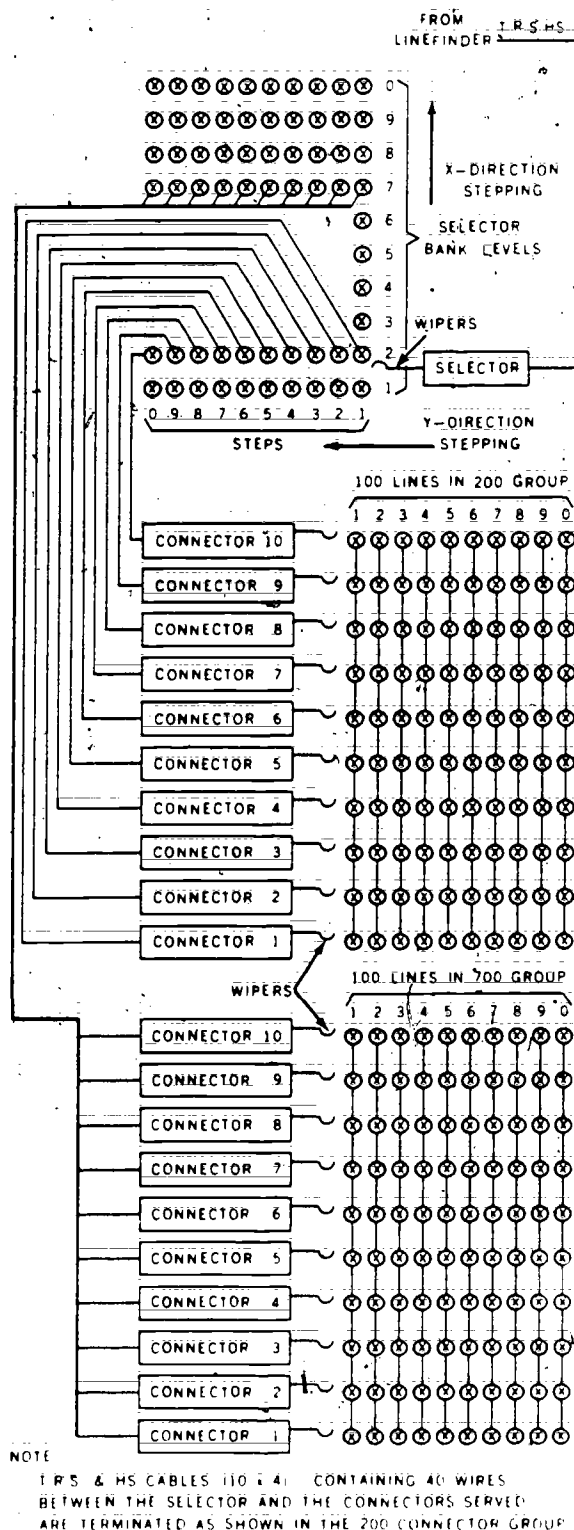 FROM
LINEFINDER T R S HS
0
9
8
7
X-DIRECTION
STEPPING
6
SELECTOR
BANK LEVELS
5
4
3
WIPERS
2
SELECTOR
1
0 9 8 7 6 5 4 3 2 1
Y-DIRECTION
STEPPING
STEPS
100 LINES IN 200 GROUP
1 2 3 4 5 6 7 8 9 0
CONNECTOR 10
CONNECTOR 9
CONNECTOR 8
CONNECTOR 7
CONNECTOR 6
CONNECTOR 5
CONNECTOR 4
CONNECTOR 3
CONNECTOR 2
CONNECTOR 1
WIPERS
100 LINES IN 700 GROUP
1 2 3 4 5 6 7 8 9 0
CONNECTOR 10
CONNECTOR 9
CONNECTOR 8
CONNECTOR 7
CONNECTOR 6
CONNECTOR 5
CONNECTOR 4
CONNECTOR 3
CONNECTOR 2
CONNECTOR 1
NOTE
T R S & HS CABLES (10 x 4) CONTAINING 40 WIRES
BETWEEN THE SELECTOR AND THE CONNECTORS SERVED
ARE TERMINATED AS SHOWN IN THE 200 CONNECTOR GROUP